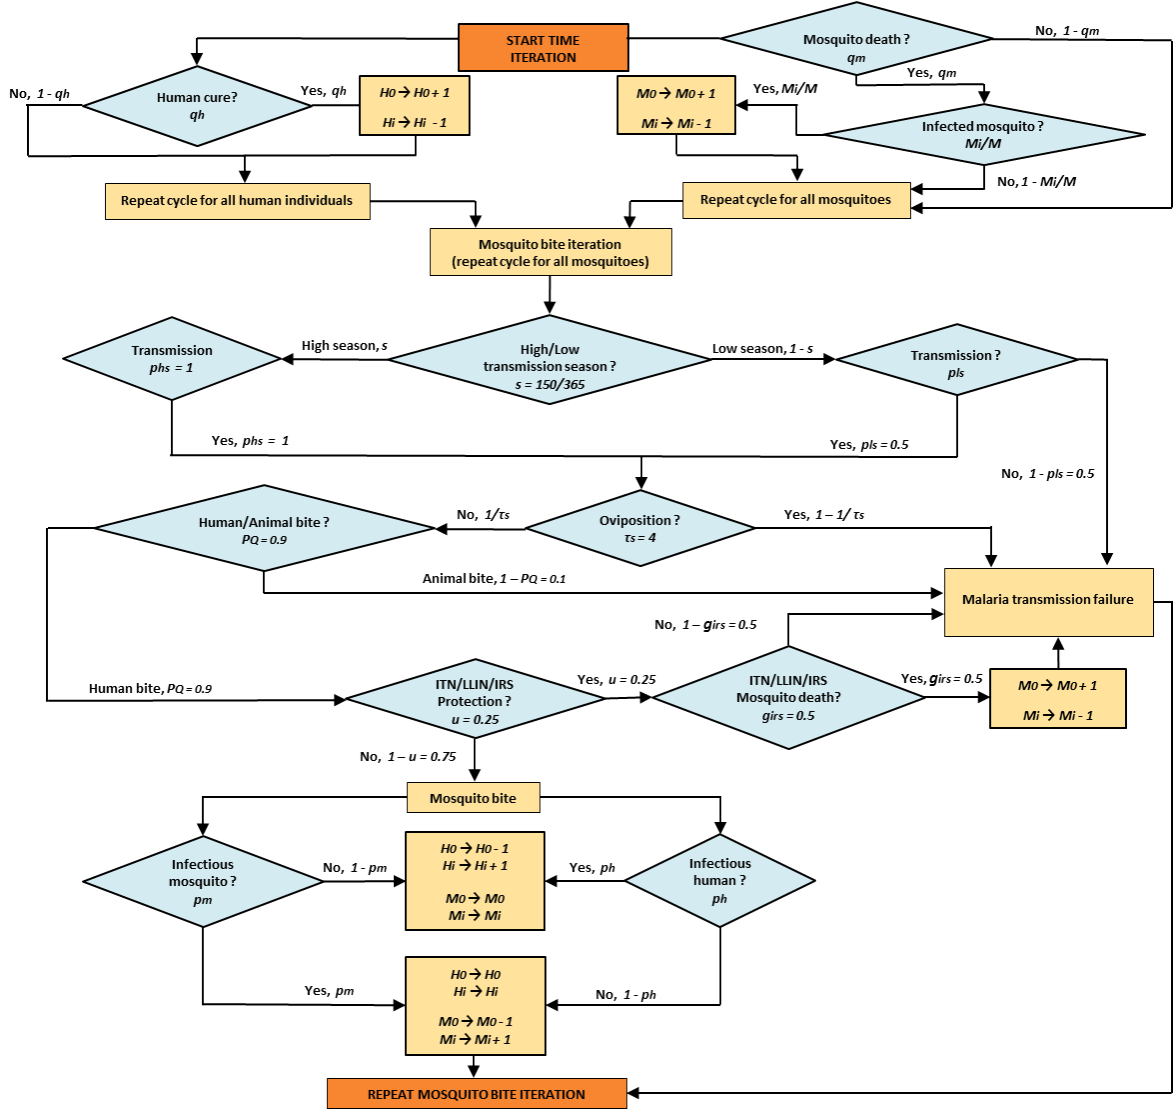 START TIME
ITERATION
Mosquito death ?
qm
No, 1 - qm
Yes, qm
No, 1 - qh
Human cure?
qh
Yes, qh
H0 → H0 + 1
Hi → Hi - 1
M0 → M0 + 1
Mi → Mi - 1
Yes, Mi/M
Infected mosquito ?
Mi/M
No, 1 - Mi/M
Repeat cycle for all human individuals
Repeat cycle for all mosquitoes
Mosquito bite iteration
(repeat cycle for all mosquitoes)
Transmission
phs = 1
High season, s
High/Low
transmission season ?
s = 150/365
Low season, 1 - s
Transmission ?
pls
Yes, phs = 1
Yes, pls = 0.5
No, 1 - pls = 0.5
Human/Animal bite ?
PQ = 0.9
No, 1/τs
Oviposition ?
τs = 4
Yes, 1 – 1/ τs
Animal bite, 1 – PQ = 0.1
Malaria transmission failure
No, 1 – girs = 0.5
Human bite, PQ = 0.9
ITN/LLIN/IRS
Protection ?
u = 0.25
Yes, u = 0.25
ITN/LLIN/IRS
Mosquito death?
girs = 0.5
Yes, girs = 0.5
M0 → M0 + 1
Mi → Mi - 1
No, 1 – u = 0.75
Mosquito bite
Infectious
mosquito ?
pm
No, 1 - pm
H0 → H0 - 1
Hi → Hi + 1
M0 → M0
Mi → Mi
Yes, ph
Infectious
human ?
ph
Yes, pm
H0 → H0
Hi → Hi
M0 → M0 - 1
Mi → Mi + 1
No, 1 - ph
REPEAT MOSQUITO BITE ITERATION